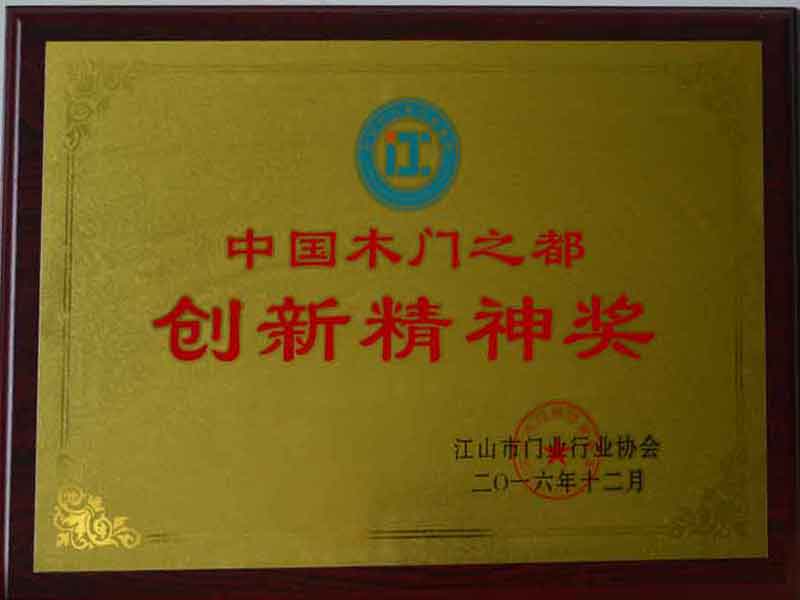 江
中国木门之都
创新精神奖
江山市门业行业协会
二〇一六年十二月